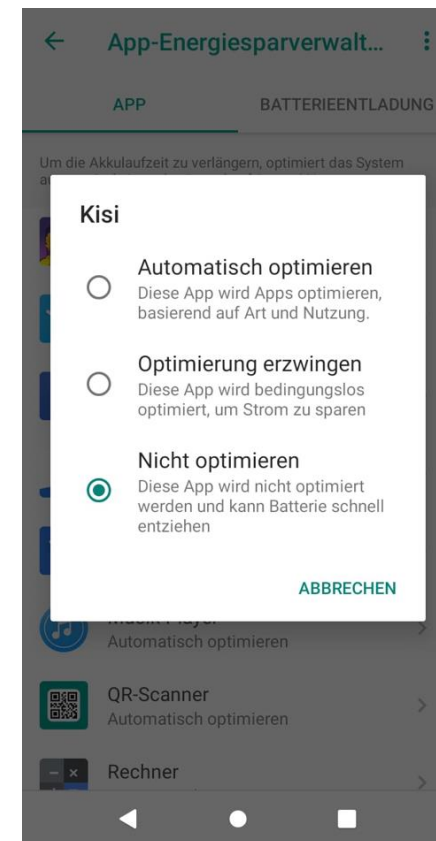 App-Energiesparverwalt...
APP
BATTERIEENTLADUNG
Um die Akkulaufzeit zu verlängern, optimiert das System
Kisi
Automatisch optimieren
Diese App wird Apps optimieren,
basierend auf Art und Nutzung.
Optimierung erzwingen
Diese App wird bedingungslos
optimiert, um Strom zu sparen
Nicht optimieren
Diese App wird nicht optimiert
werden und kann Batterie schnell
entziehen
ABBRECHEN
Automatisch optimieren
QR-Scanner
Automatisch optimieren
Rechner